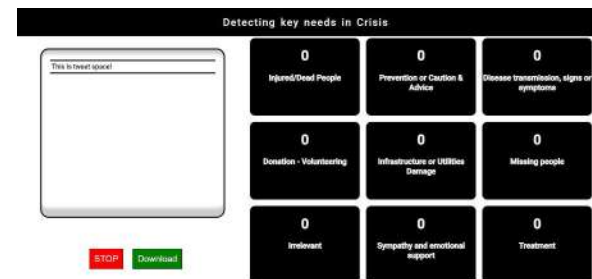 Detecting key needs in Crisis
This is tweet space!
0
Injured/Dead People
0
Prevention or Caution &
Advice
0
Disease transmission, signs or
symptoms
0
Donation - Volunteering
0
Infrastructure or Utilities
Damage
0
Missing people
0
Irrelevant
0
Sympathy and emotional
support
0
Treatment
STOP
Download